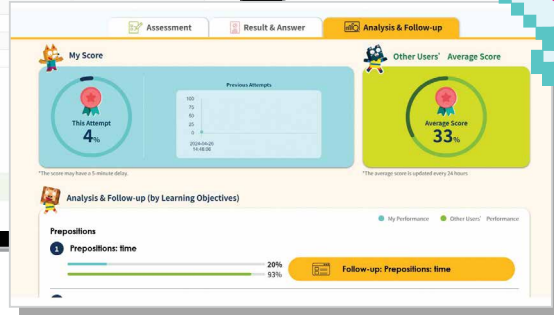 Assessment
Result & Answer
Analysis & Follow-up
My Score
Other Users' Average Score
This Attempt
4%
Previous Attempts
100
75
50
25
0
2024-04-25
14:46:06
Average Score
33%
*The score may have a 5-minute delay.
*The average score is updated every 24 hours
Analysis & Follow-up (by Learning Objectives)
My Performance
Other Users' Performance
Prepositions
1 Prepositions: time
20%
93%
Follow-up: Prepositions: time